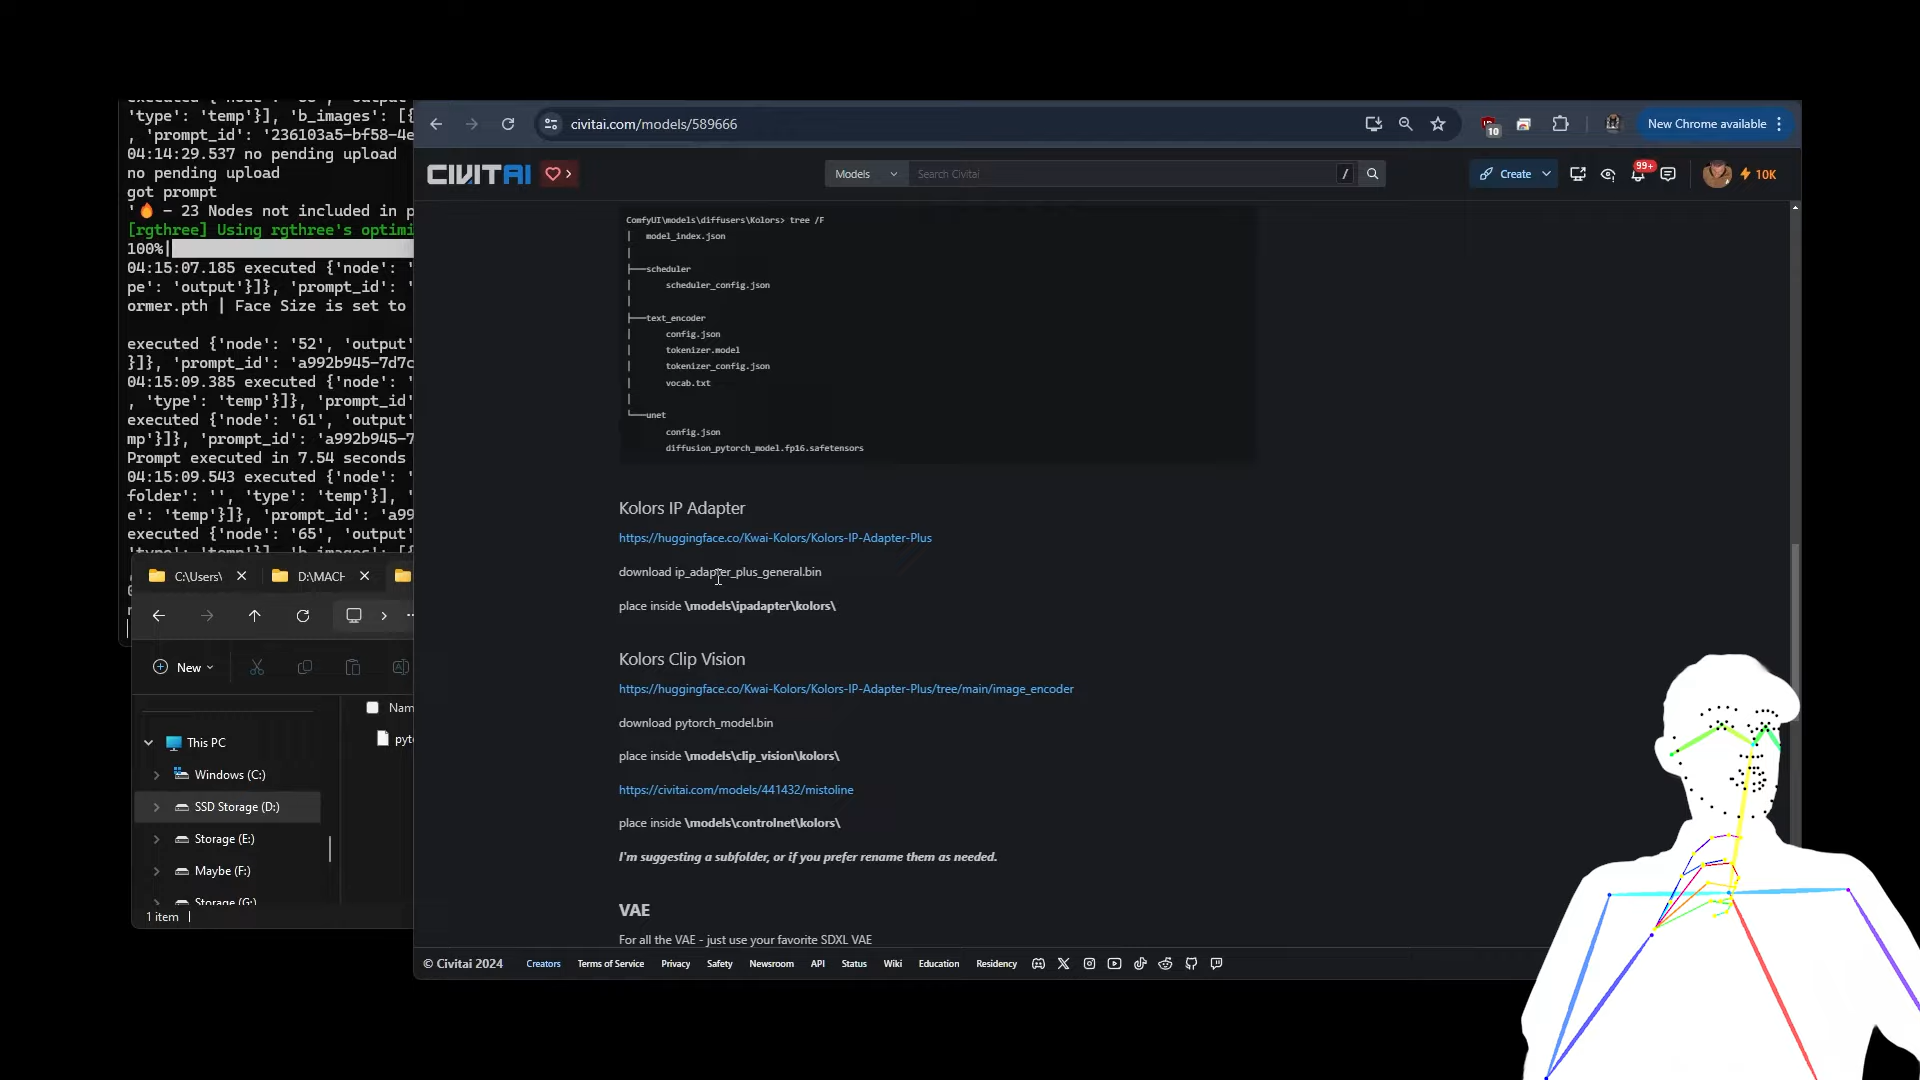 'type': 'temp'}], 'b_images': [{
, 'prompt_id': '236103a5-bf58-4e
04:14:29.537 no pending upload
no pending upload
got prompt
'🔥 - 23 Nodes not included in p
[rgthree] Using rgthree's optimi
100%|
04:15:07.185 executed {'node': '
pe': 'output'}]}, 'prompt_id': '
ormer.pth | Face Size is set to
executed {'node': '52', 'output'
}]}, 'prompt_id': 'a992b945-7d7c
04:15:09.385 executed {'node': '
, 'type': 'temp'}]}, 'prompt_id'
executed {'node': '61', 'output'
mp'}]}, 'prompt_id': 'a992b945-7
Prompt executed in 7.54 seconds
04:15:09.543 executed {'node': '
folder': '', 'type': 'temp'}], '
e': 'temp'}]}, 'prompt_id': 'a99
executed {'node': '65', 'output'
C:\Users\
D:\MACH
New
Nam
pyt
This PC
Windows (C:)
SSD Storage (D:)
Storage (E:)
Maybe (F:)
Storage (G:)
1 item
civitai.com/models/589666
10
New Chrome available
CIVITAI
Models
Search Civitai
/
Create
99+
10K
ComfyUI\models\diffusers\Kolors> tree /F
│ model_index.json
│
├───scheduler
│ scheduler_config.json
│
├───text_encoder
│ config.json
│ tokenizer.model
│ tokenizer_config.json
│ vocab.txt
│
└───unet
config.json
diffusion_pytorch_model.fp16.safetensors
Kolors IP Adapter
https://huggingface.co/Kwai-Kolors/Kolors-IP-Adapter-Plus
download ip_adapter_plus_general.bin
place inside \models\ipadapter\kolors\
Kolors Clip Vision
https://huggingface.co/Kwai-Kolors/Kolors-IP-Adapter-Plus/tree/main/image_encoder
download pytorch_model.bin
place inside \models\clip_vision\kolors\
https://civitai.com/models/441432/mistoline
place inside \models\controlnet\kolors\
I'm suggesting a subfolder, or if you prefer rename them as needed.
VAE
For all the VAE - just use your favorite SDXL VAE
© Civitai 2024
Creators
Terms of Service
Privacy
Safety
Newsroom
API
Status
Wiki
Education
Residency